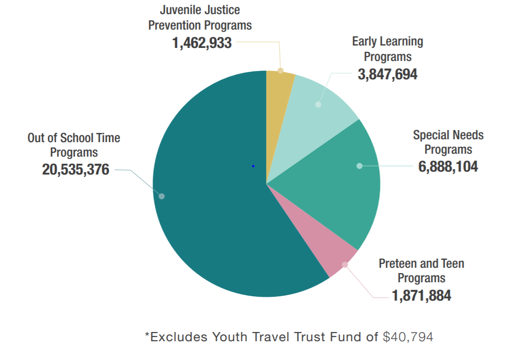 Juvenile Justice
Prevention Programs
1,462,933
Early Learning
Programs
3,847,694
Special Needs
Programs
6,888,104
Preteen and Teen
Programs
1,871,884
Out of School Time
Programs
20,535,376
*Excludes Youth Travel Trust Fund of $40,794